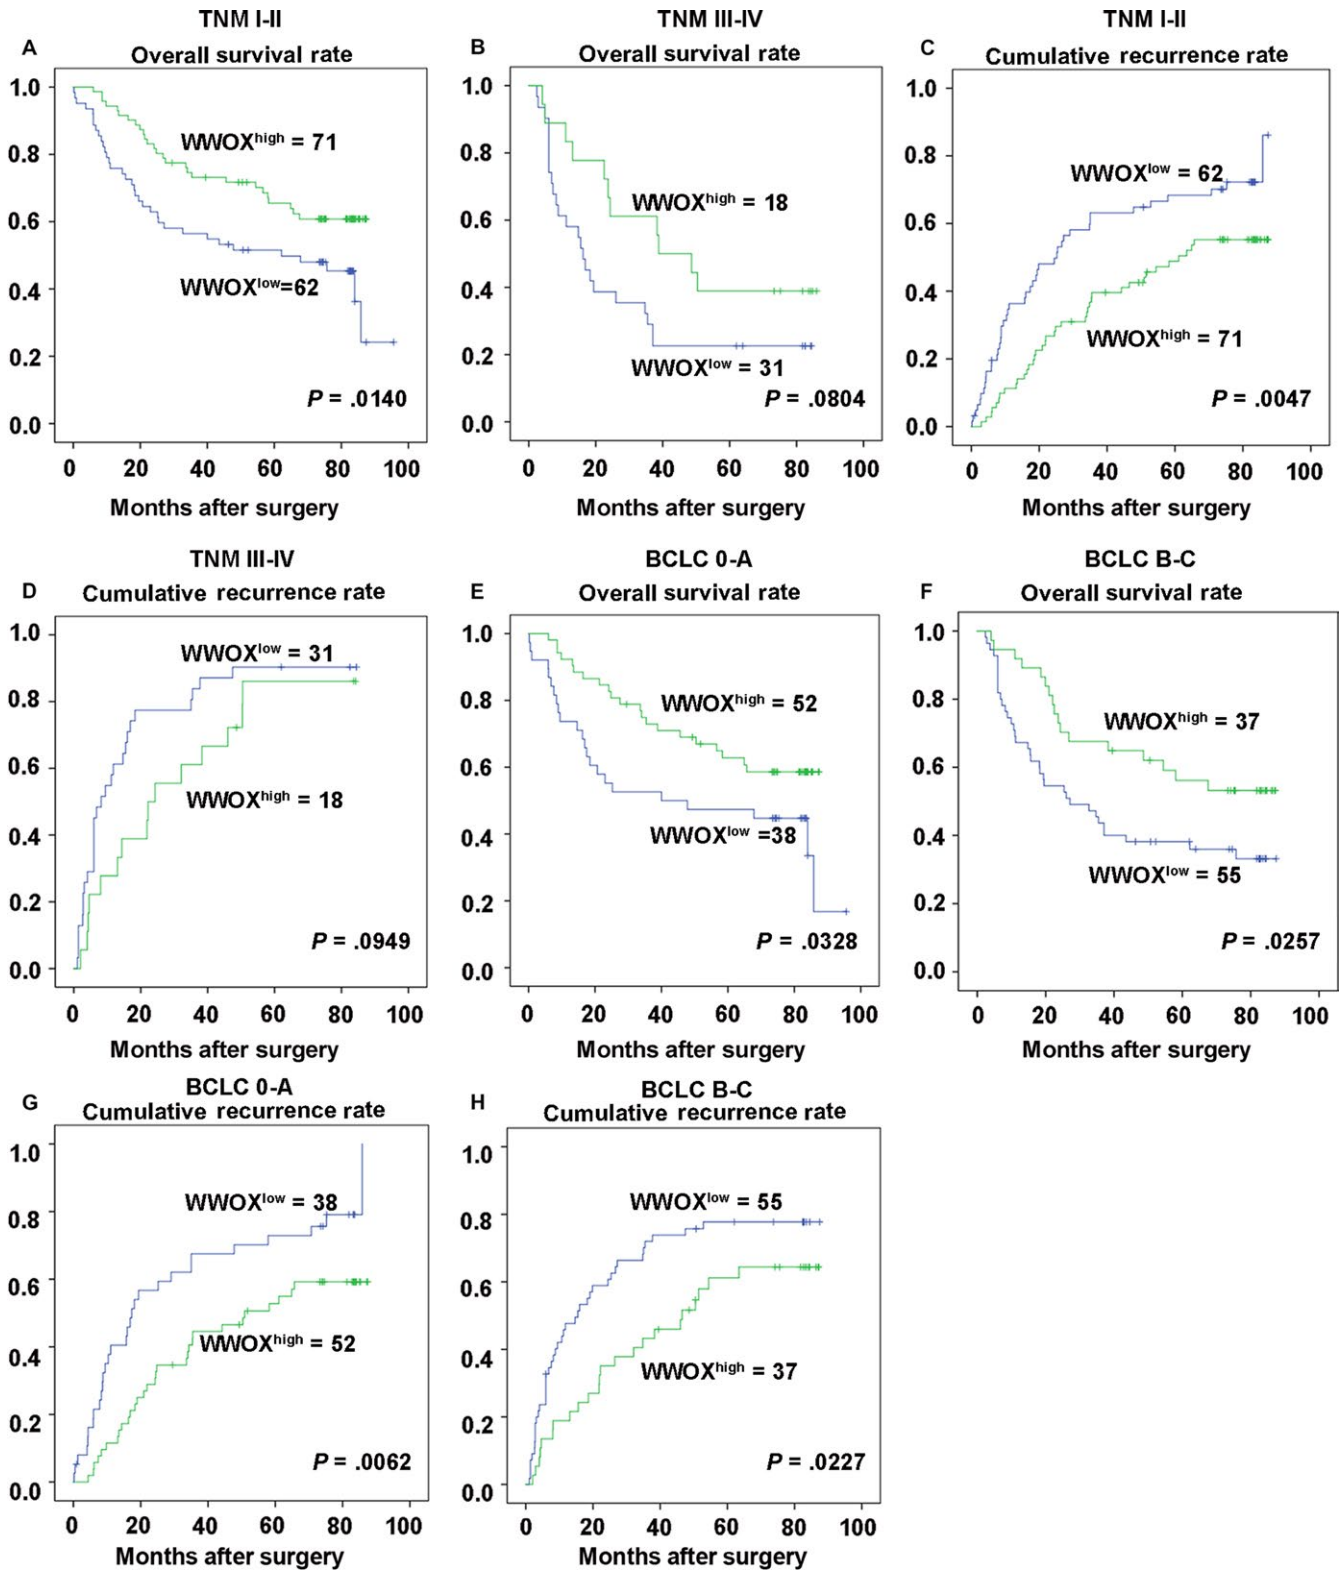 TNM I-II
A
Overall survival rate
1.0
0.8
0.6
0.4
0.2
0.0
WWOXhigh = 71
WWOXlow=62
P = .0140
0 20 40 60 80 100
Months after surgery
TNM III-IV
B
Overall survival rate
1.0
0.8
0.6
0.4
0.2
0.0
WWOXhigh = 18
WWOXlow = 31
P = .0804
0 20 40 60 80 100
Months after surgery
TNM I-II
C
Cumulative recurrence rate
1.0
0.8
0.6
0.4
0.2
0.0
WWOXlow = 62
WWOXhigh = 71
P = .0047
0 20 40 60 80 100
Months after surgery
TNM III-IV
D
Cumulative recurrence rate
1.0
0.8
0.6
0.4
0.2
0.0
WWOXlow = 31
WWOXhigh = 18
P = .0949
0 20 40 60 80 100
Months after surgery
BCLC 0-A
E
Overall survival rate
1.0
0.8
0.6
0.4
0.2
0.0
WWOXhigh = 52
WWOXlow =38
P = .0328
0 20 40 60 80 100
Months after surgery
BCLC B-C
F
Overall survival rate
1.0
0.8
0.6
0.4
0.2
0.0
WWOXhigh = 37
WWOXlow = 55
P = .0257
0 20 40 60 80 100
Months after surgery
BCLC 0-A
G
Cumulative recurrence rate
1.0
0.8
0.6
0.4
0.2
0.0
WWOXlow = 38
WWOXhigh = 52
P = .0062
0 20 40 60 80 100
Months after surgery
BCLC B-C
H
Cumulative recurrence rate
1.0
0.8
0.6
0.4
0.2
0.0
WWOXlow = 55
WWOXhigh = 37
P = .0227
0 20 40 60 80 100
Months after surgery